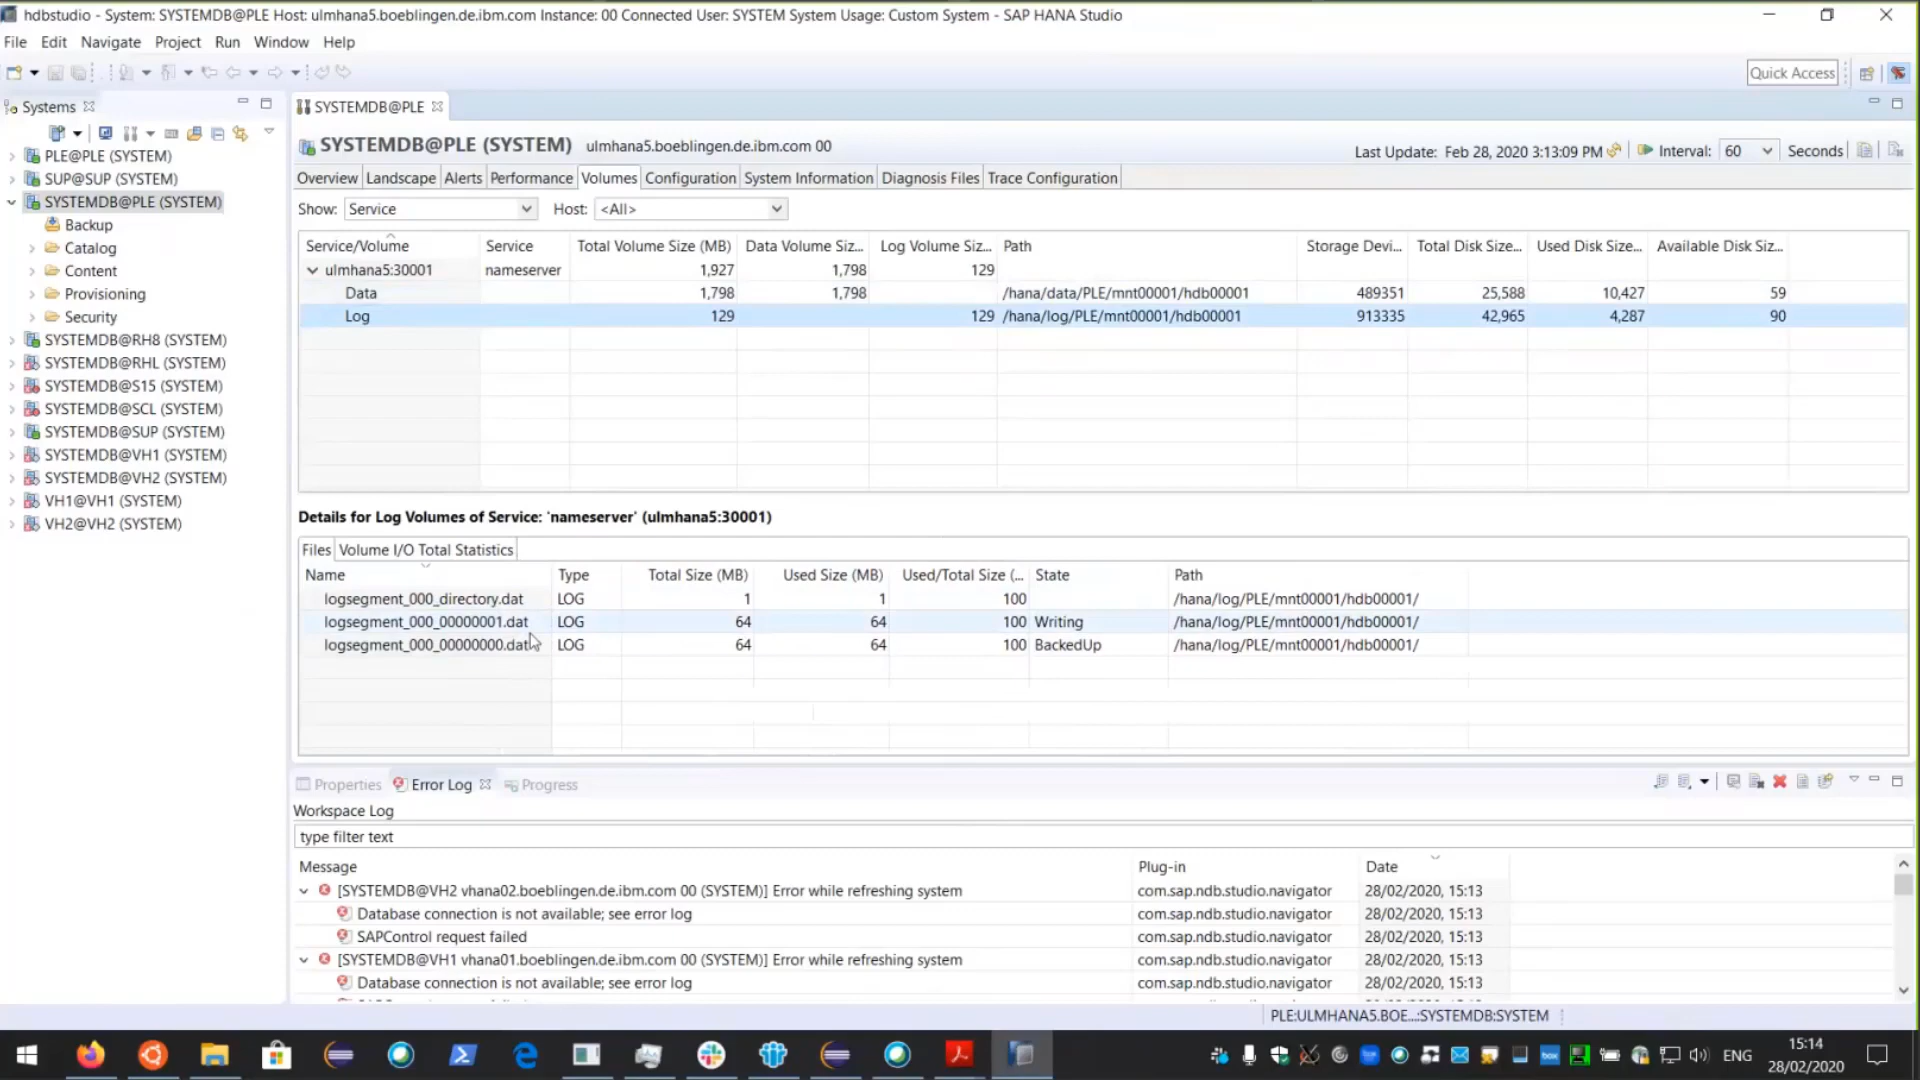 hdbstudio - System: SYSTEMDB@PLE Host: ulmhana5.boeblingen.de.ibm.com Instance: 00 Connected User: SYSTEM System Usage: Custom System - SAP HANA Studio
File Edit Navigate Project Run Window Help
Quick Access
Systems
SYSTEMDB@PLE
PLE@PLE (SYSTEM)
SUP@SUP (SYSTEM)
SYSTEMDB@PLE (SYSTEM)
Backup
Catalog
Content
Provisioning
Security
SYSTEMDB@RH8 (SYSTEM)
SYSTEMDB@RHL (SYSTEM)
SYSTEMDB@S15 (SYSTEM)
SYSTEMDB@SCL (SYSTEM)
SYSTEMDB@SUP (SYSTEM)
SYSTEMDB@VH1 (SYSTEM)
SYSTEMDB@VH2 (SYSTEM)
VH1@VH1 (SYSTEM)
VH2@VH2 (SYSTEM)
SYSTEMDB@PLE (SYSTEM) ulmhana5.boeblingen.de.ibm.com 00
Last Update: Feb 28, 2020 3:13:09 PM Interval: 60 Seconds
Overview Landscape Alerts Performance Volumes Configuration System Information Diagnosis Files Trace Configuration
Show: Service Host: <All>
Service/Volume Service Total Volume Size (MB) Data Volume Siz... Log Volume Siz... Path Storage Devi... Total Disk Size... Used Disk Size... Available Disk Siz...
ulmhana5:30001 nameserver 1,927 1,798 129
Data 1,798 1,798 /hana/data/PLE/mnt00001/hdb00001 489351 25,588 10,427 59
Log 129 129 /hana/log/PLE/mnt00001/hdb00001 913335 42,965 4,287 90
Details for Log Volumes of Service: 'nameserver' (ulmhana5:30001)
Files Volume I/O Total Statistics
Name Type Total Size (MB) Used Size (MB) Used/Total Size (... State Path
logsegment_000_directory.dat LOG 1 1 100 /hana/log/PLE/mnt00001/hdb00001/
logsegment_000_00000001.dat LOG 64 64 100 Writing /hana/log/PLE/mnt00001/hdb00001/
logsegment_000_00000000.dat LOG 64 64 100 BackedUp /hana/log/PLE/mnt00001/hdb00001/
Properties Error Log Progress
Workspace Log
type filter text
Message Plug-in Date
[SYSTEMDB@VH2 vhana02.boeblingen.de.ibm.com 00 (SYSTEM)] Error while refreshing system com.sap.ndb.studio.navigator 28/02/2020, 15:13
Database connection is not available; see error log com.sap.ndb.studio.navigator 28/02/2020, 15:13
SAPControl request failed com.sap.ndb.studio.navigator 28/02/2020, 15:13
[SYSTEMDB@VH1 vhana01.boeblingen.de.ibm.com 00 (SYSTEM)] Error while refreshing system com.sap.ndb.studio.navigator 28/02/2020, 15:13
Database connection is not available; see error log com.sap.ndb.studio.navigator 28/02/2020, 15:13
PLE:ULMHANA5.BOE...:SYSTEMDB:SYSTEM
ENG
15:14
28/02/2020